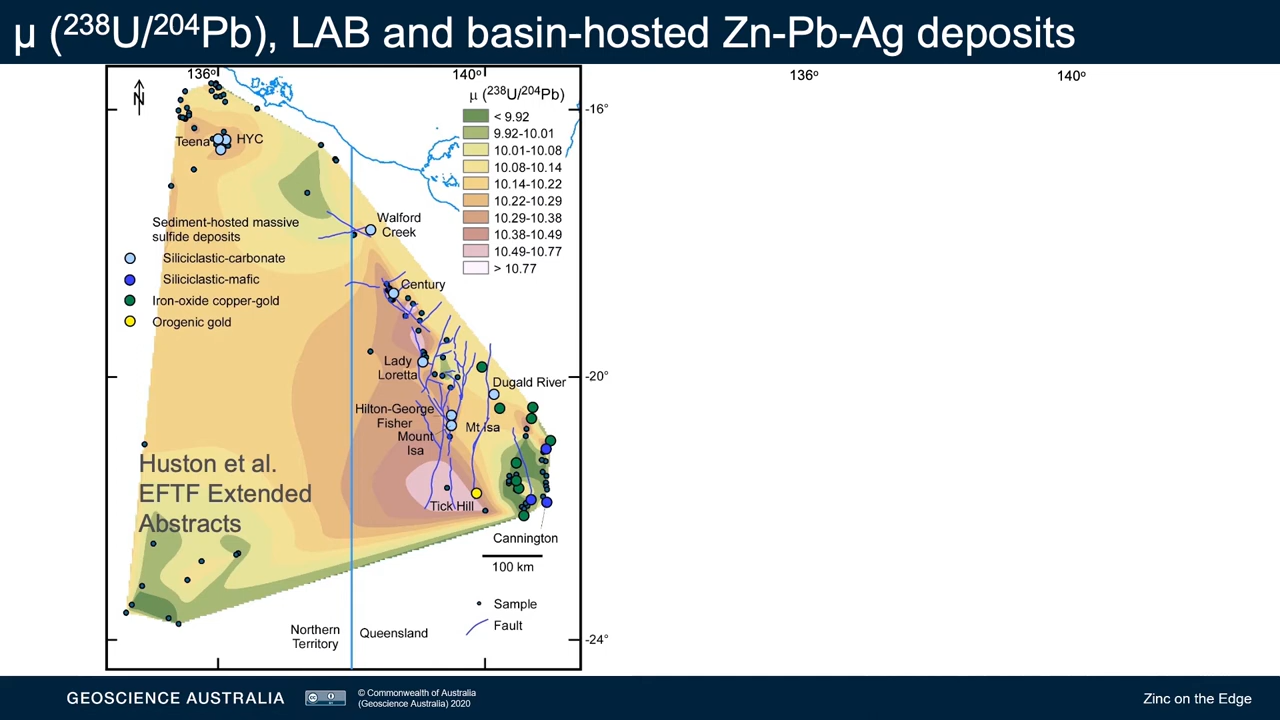 µ (²³⁸U/²⁰⁴Pb), LAB and basin-hosted Zn-Pb-Ag deposits
136º
140º
136º
140º
N
µ (²³⁸U/²⁰⁴Pb)
< 9.92
9.92-10.01
10.01-10.08
10.08-10.14
10.14-10.22
10.22-10.29
10.29-10.38
10.38-10.49
10.49-10.77
> 10.77
-16°
Teena
HYC
Sediment-hosted massive
sulfide deposits
Siliciclastic-carbonate
Siliciclastic-mafic
Iron-oxide copper-gold
Orogenic gold
Walford
Creek
Century
Lady
Loretta
-20°
Dugald River
Hilton-George
Fisher
Mt Isa
Mount
Isa
Huston et al.
EFTF Extended
Abstracts
Tick Hill
Cannington
100 km
Sample
Fault
Northern
Territory
Queensland
-24°
GEOSCIENCE AUSTRALIA
© Commonwealth of Australia
(Geoscience Australia) 2020
Zinc on the Edge